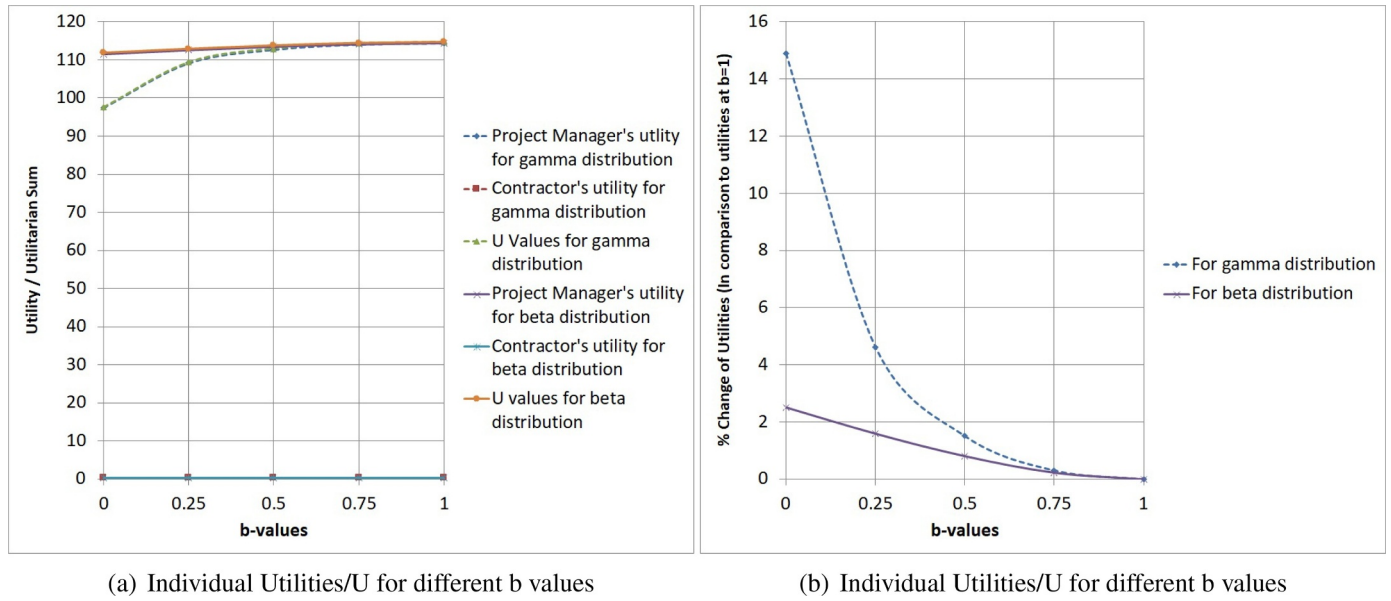 120
110
100
90
80
70
60
50
40
30
20
10
0
Utility / Utilitarian Sum
0 0.25 0.5 0.75 1
b-values
Project Manager's utlity
for gamma distribution
Contractor's utility for
gamma distribution
U Values for gamma
distribution
Project Manager's utility
for beta distribution
Contractor's utility for
beta distribution
U values for beta
distribution
(a) Individual Utilities/U for different b values
16
14
12
10
8
6
4
2
0
% Change of Utilities (In comparison to utilities at b=1)
0 0.25 0.5 0.75 1
b-values
For gamma distribution
For beta distribution
(b) Individual Utilities/U for different b values